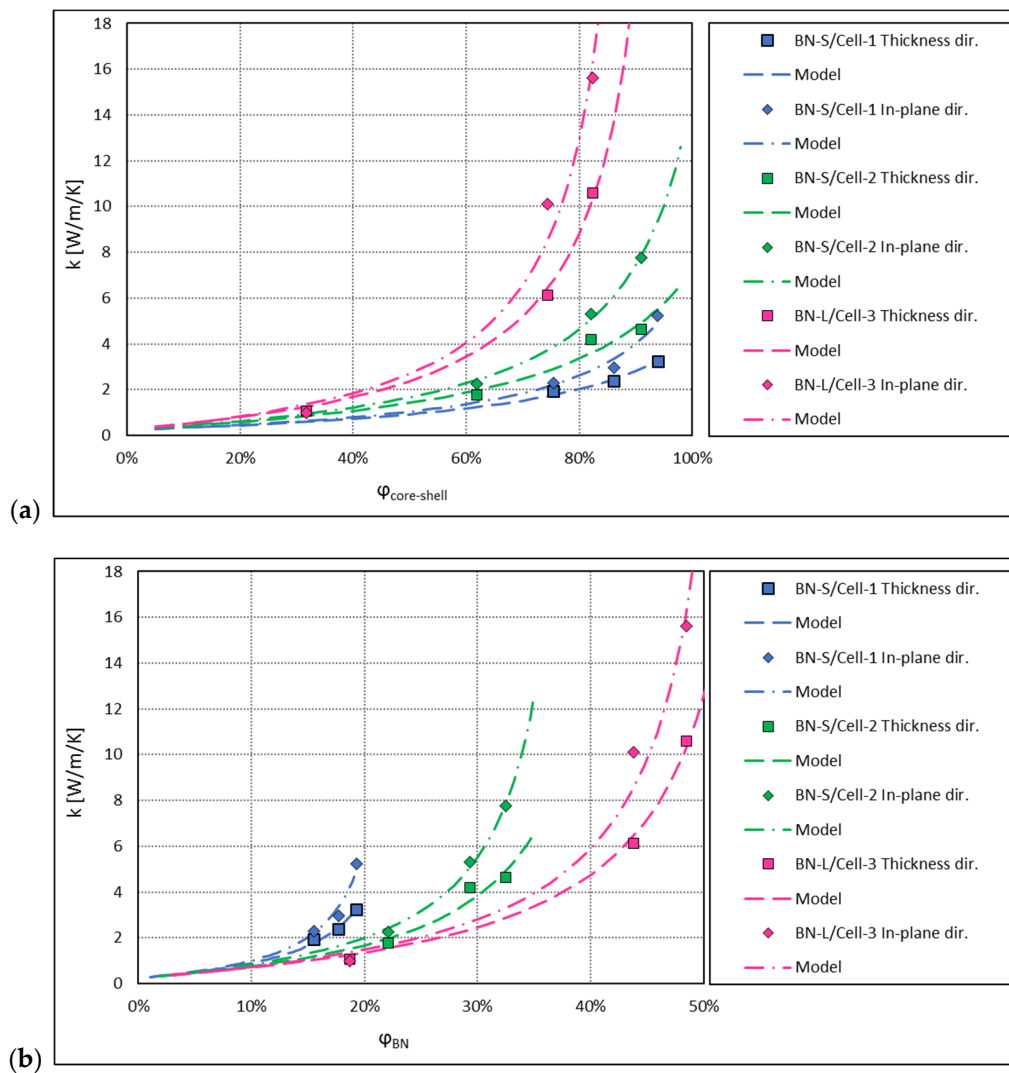 18
16
14
12
10
8
6
4
2
0
k [W/m/K]
0% 20% 40% 60% 80% 100%
φcore-shell
BN-S/Cell-1 Thickness dir.
Model
BN-S/Cell-1 In-plane dir.
Model
BN-S/Cell-2 Thickness dir.
Model
BN-S/Cell-2 In-plane dir.
Model
BN-L/Cell-3 Thickness dir.
Model
BN-L/Cell-3 In-plane dir.
Model
(a)
18
16
14
12
10
8
6
4
2
0
k [W/m/K]
0% 10% 20% 30% 40% 50%
φBN
BN-S/Cell-1 Thickness dir.
Model
BN-S/Cell-1 In-plane dir.
Model
BN-S/Cell-2 Thickness dir.
Model
BN-S/Cell-2 In-plane dir.
Model
BN-L/Cell-3 Thickness dir.
Model
BN-L/Cell-3 In-plane dir.
Model
(b)